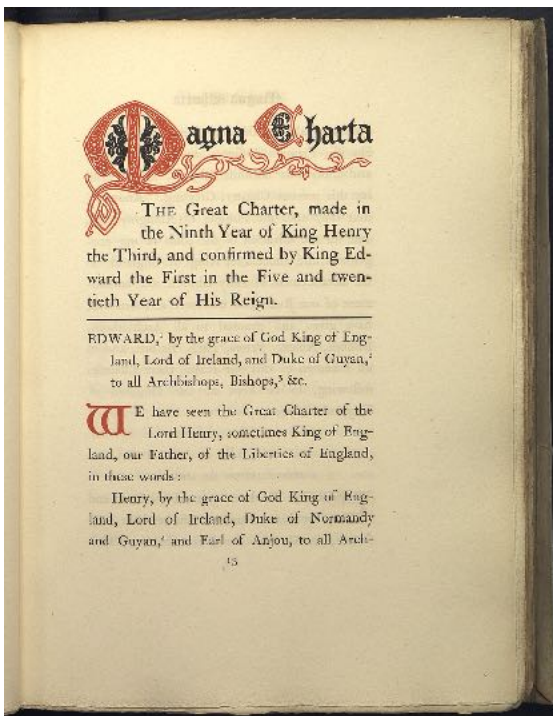 Magna Charta
THE Great Charter, made in
the Ninth Year of King Henry
the Third, and confirmed by King Ed-
ward the First in the Five and twen-
tieth Year of His Reign.
EDWARD,¹ by the grace of God King of Eng-
land, Lord of Ireland, and Duke of Guyan,²
to all Archbishops, Bishops,³ &c.
WE have seen the Great Charter of the
Lord Henry, sometimes King of Eng-
land, our Father, of the Liberties of England,
in these words:
Henry, by the grace of God King of Eng-
land, Lord of Ireland, Duke of Normandy
and Guyan,⁴ and Earl of Anjou, to all Arch-
15